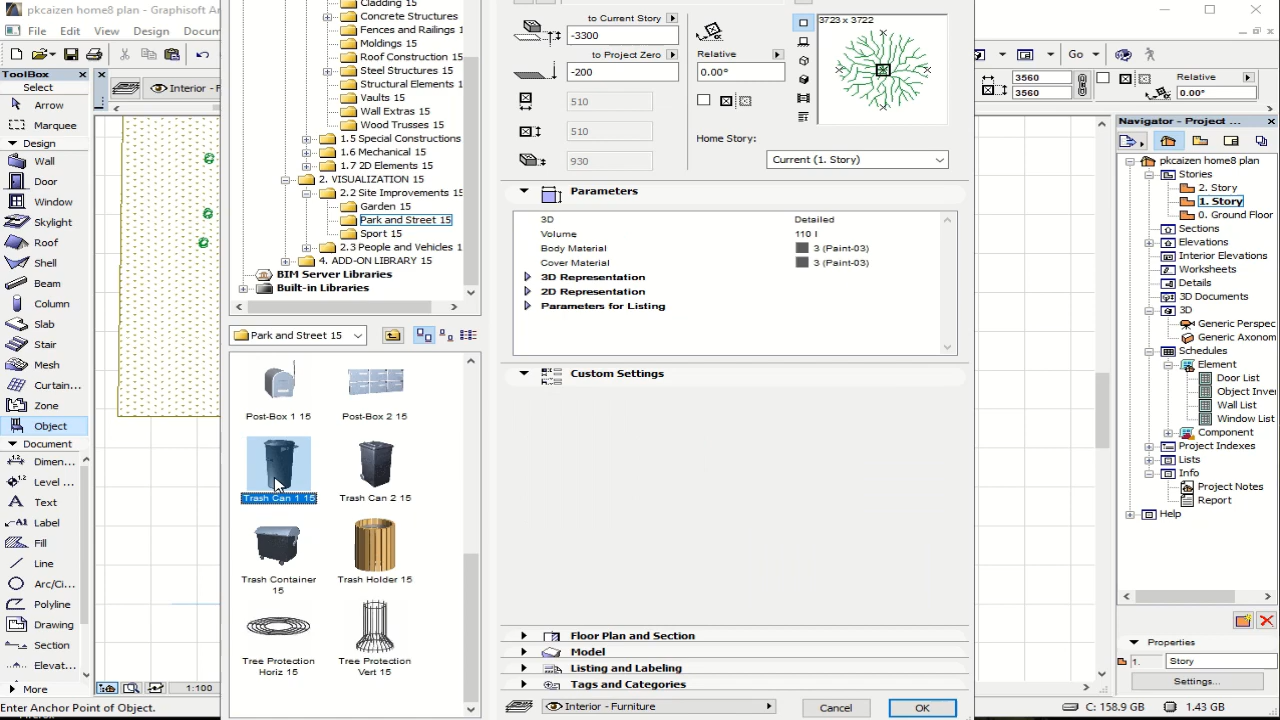 pkcaizen home8 plan - Graphisoft A
File Edit View Design Docum
ToolBox
Select
Arrow
Marquee
Design
Wall
Door
Window
Skylight
Roof
Shell
Beam
Column
Slab
Stair
Mesh
Curtain...
Zone
Object
Document
Dimen...
Level ...
Text
Label
Fill
Line
Arc/Ci...
Polyline
Drawing
Section
Elevat...
More
Enter Anchor Point of Object.
Interior - F
1:100
Cladding 15
Concrete Structures
Fences and Railings 1
Moldings 15
Roof Construction 15
Steel Structures 15
Structural Elements 1
Vaults 15
Wall Extras 15
Wood Trusses 15
1.5 Special Constructions
1.6 Mechanical 15
1.7 2D Elements 15
2. VISUALIZATION 15
2.2 Site Improvements 15
Garden 15
Park and Street 15
Sport 15
2.3 People and Vehicles 1
4. ADD-ON LIBRARY 15
BIM Server Libraries
Built-in Libraries
Park and Street 15
Post-Box 1 15
Post-Box 2 15
Trash Can 1 15
Trash Can 2 15
Trash Container 15
Trash Holder 15
Tree Protection Horiz 15
Tree Protection Vert 15
to Current Story
-3300
to Project Zero
-200
510
510
930
Relative
0.00°
3723 x 3722
Home Story:
Current (1. Story)
Parameters
3D Detailed
Volume 110 l
Body Material 3 (Paint-03)
Cover Material 3 (Paint-03)
3D Representation
2D Representation
Parameters for Listing
Custom Settings
Floor Plan and Section
Model
Listing and Labeling
Tags and Categories
Interior - Furniture
Cancel
OK
Go
3560
3560
Relative
0.00°
Navigator - Project ...
pkcaizen home8 plan
Stories
2. Story
1. Story
0. Ground Floor
Sections
Elevations
Interior Elevations
Worksheets
Details
3D Documents
3D
Generic Perspec
Generic Axonom
Schedules
Element
Door List
Object Inver
Wall List
Window List
Component
Project Indexes
Lists
Info
Project Notes
Report
Help
Properties
1. Story
Settings...
C: 158.9 GB
1.43 GB